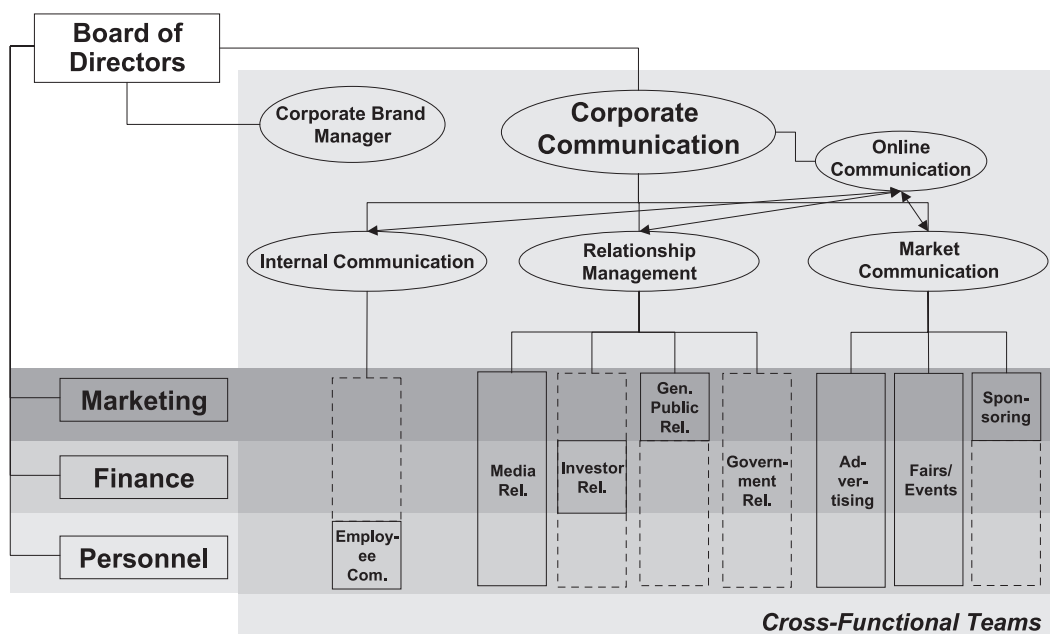 Board of
Directors
Corporate Brand
Manager
Corporate
Communication
Online
Communication
Internal Communication
Relationship
Management
Market
Communication
Marketing
Finance
Personnel
Employ-
ee
Com.
Media
Rel.
Investor
Rel.
Gen.
Public
Rel.
Govern-
ment
Rel.
Ad-
ver-
tising
Fairs/
Events
Spon-
soring
Cross-Functional Teams